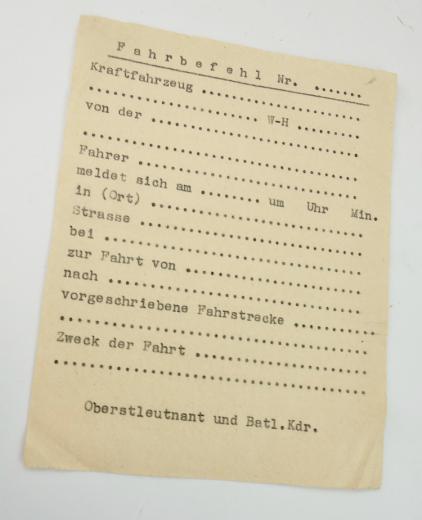 Fahrbefehl Nr. .......
Kraftfahrzeug ......................
....................... W-H .........
von der ............................
.....................................
Fahrer .............................
meldet sich am ........ um Uhr Min.
in (Ort) ...........................
Strasse ............................
bei .................................
zur Fahrt von ......................
nach ................................
vorgeschriebene Fahrstrecke ..........
.........................................
Zweck der Fahrt .....................
.........................................
Oberstleutnant und Batl.Kdr.